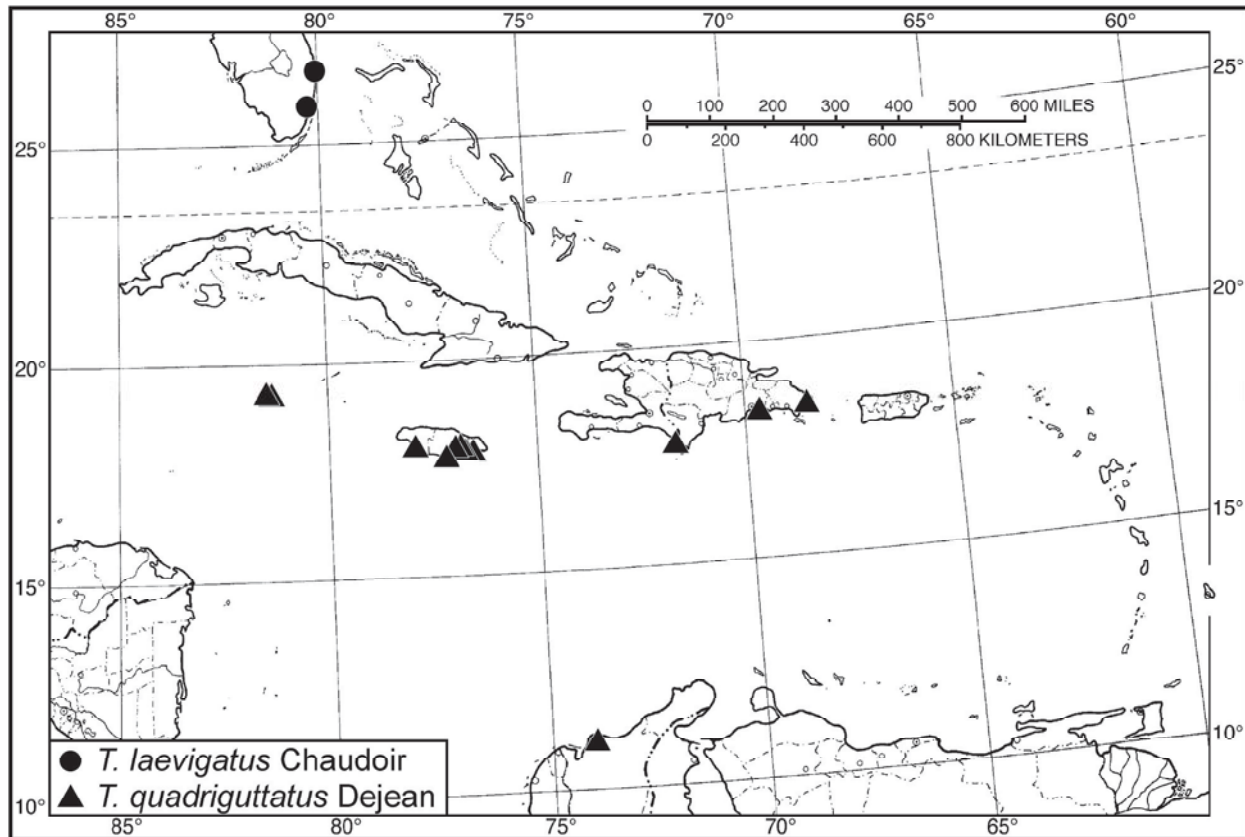 85° 80° 75° 70° 65° 60°
25°
0 100 200 300 400 500 600 MILES
0 200 400 600 800 KILOMETERS
25°
20°
20°
15°
15°
10°
T. laevigatus Chaudoir
T. quadriguttatus Dejean
10°
85° 80° 75° 70° 65°